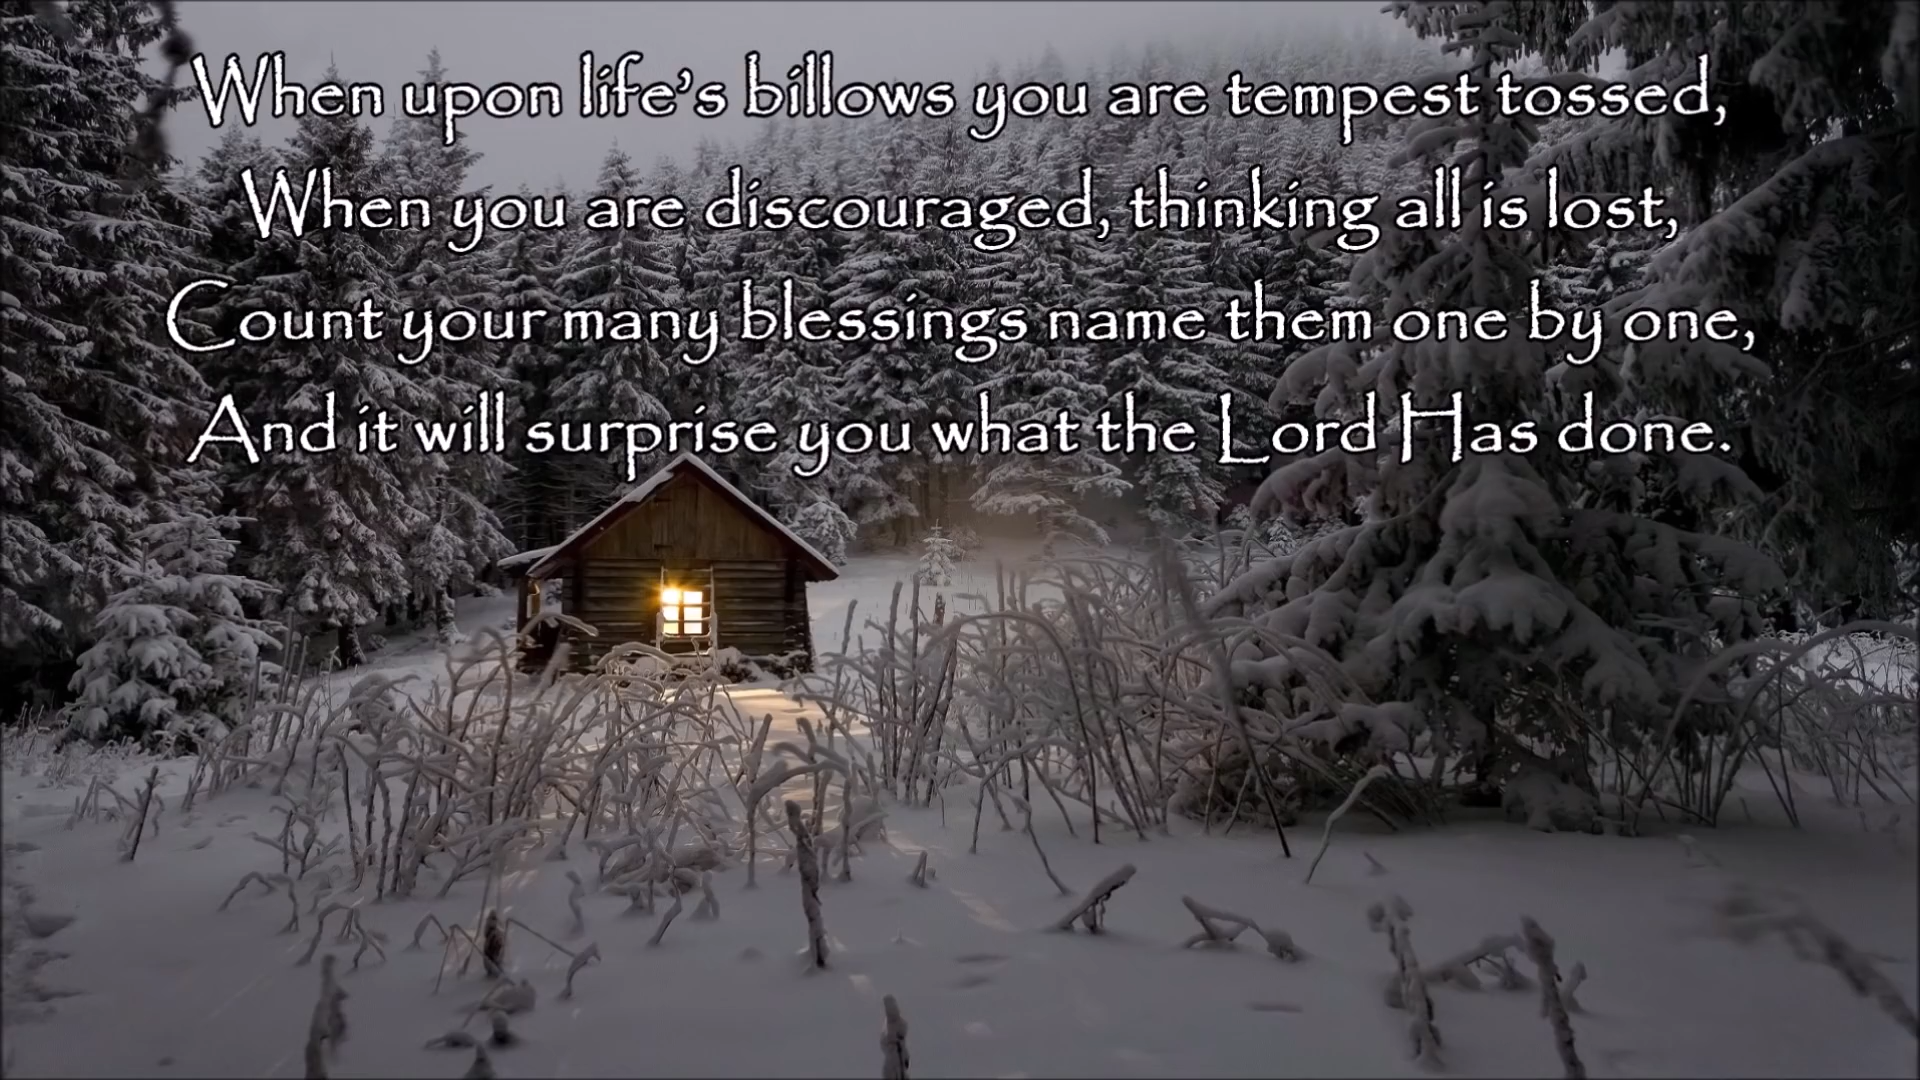 When upon life’s billows you are tempest tossed,
When you are discouraged, thinking all is lost,
Count your many blessings name them one by one,
And it will surprise you what the Lord Has done.